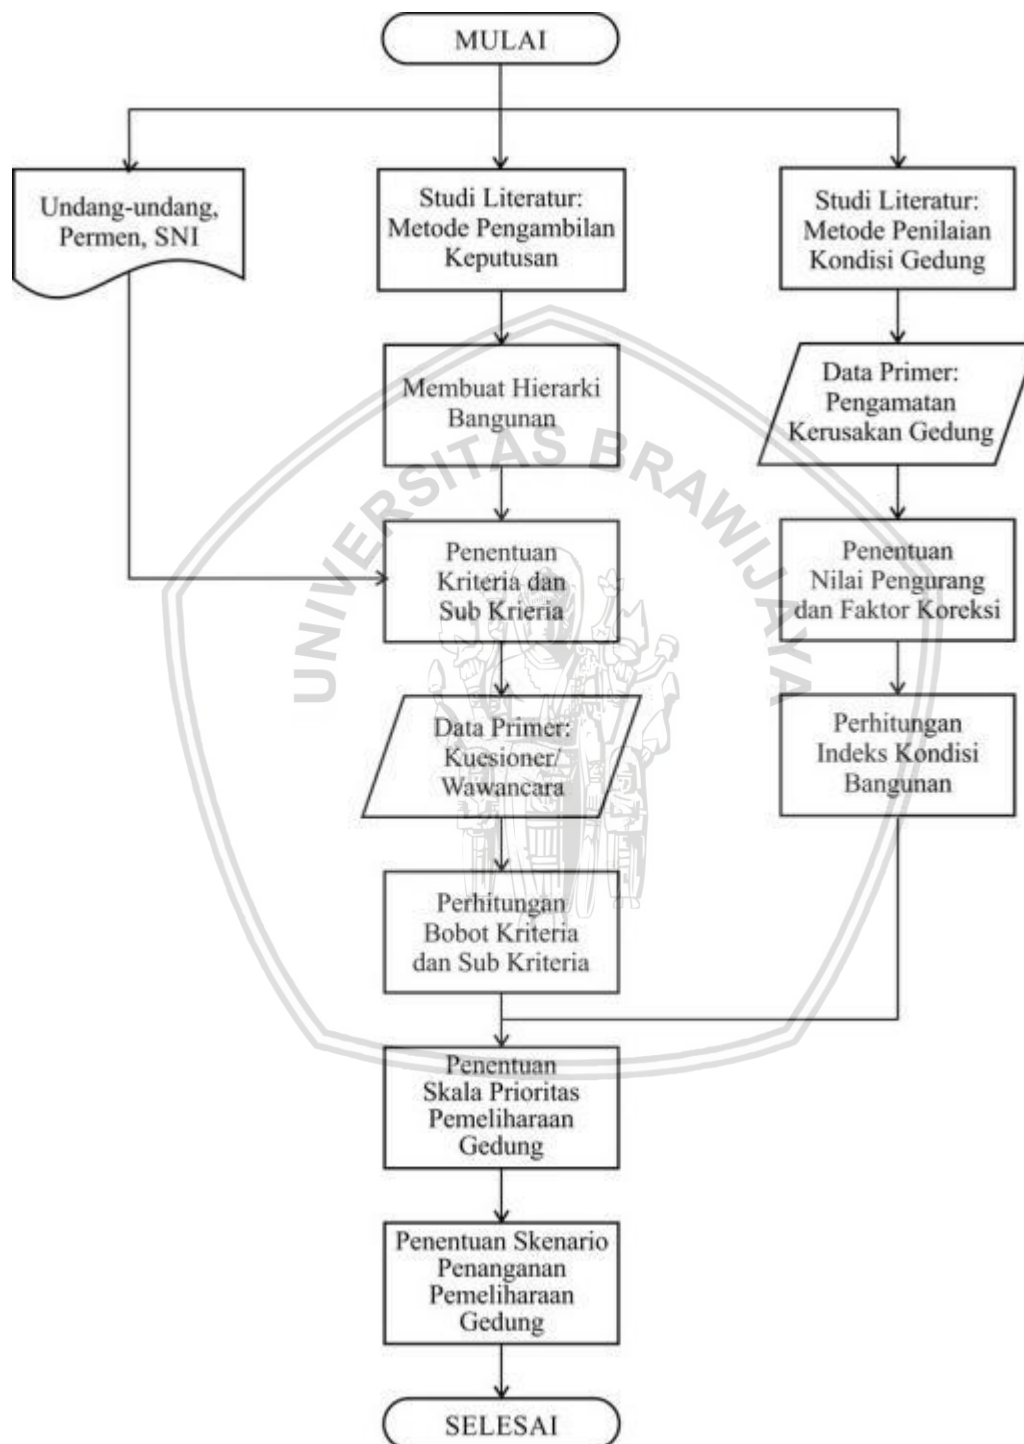 MULAI
Undang-undang,
Permen, SNI
Studi Literatur:
Metode Pengambilan
Keputusan
Studi Literatur:
Metode Penilaian
Kondisi Gedung
Membuat Hierarki
Bangunan
Data Primer:
Pengamatan
Kerusakan Gedung
UNIVERSITAS BRAWIJAYA
Penentuan
Kriteria dan
Sub Krieria
Penentuan
Nilai Pengurang
dan Faktor Koreksi
Data Primer:
Kuesioner/
Wawancara
Perhitungan
Indeks Kondisi
Bangunan
Perhitungan
Bobot Kriteria
dan Sub Kriteria
Penentuan
Skala Prioritas
Pemeliharaan
Gedung
Penentuan Skenario
Penanganan
Pemeliharaan
Gedung
SELESAI